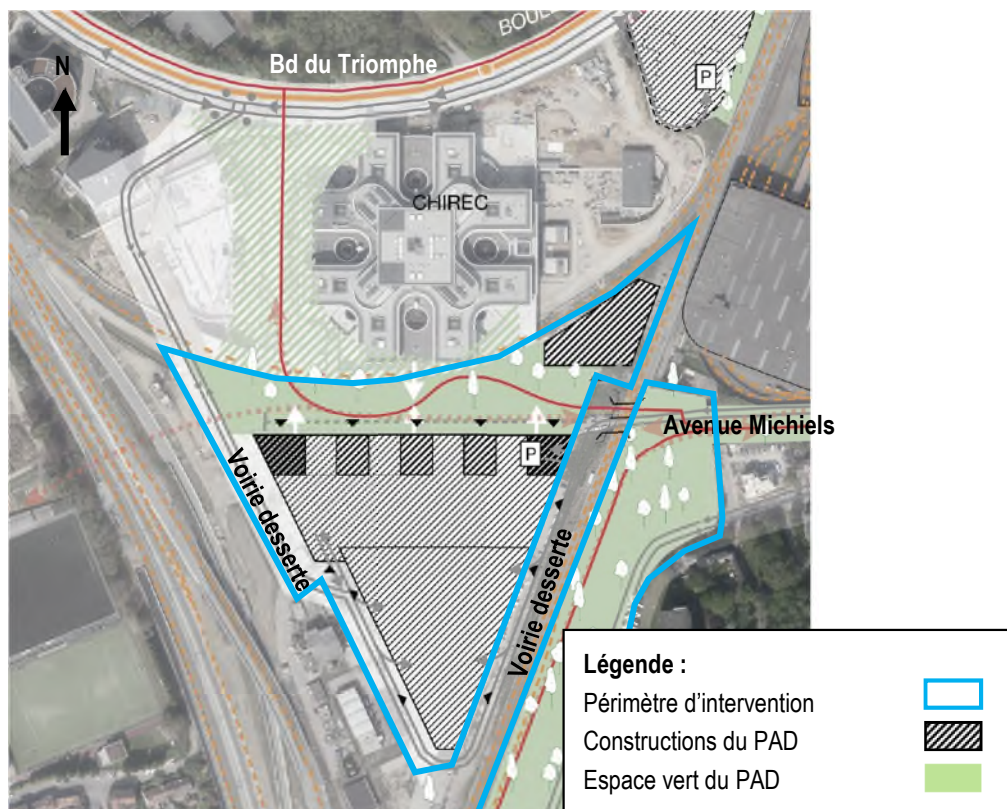 BOUL
Bd du Triomphe
N
P
CHIREC
Avenue Michiels
P
Voirie desserte
Voirie desserte
Légende :
Périmètre d'intervention
Constructions du PAD
Espace vert du PAD